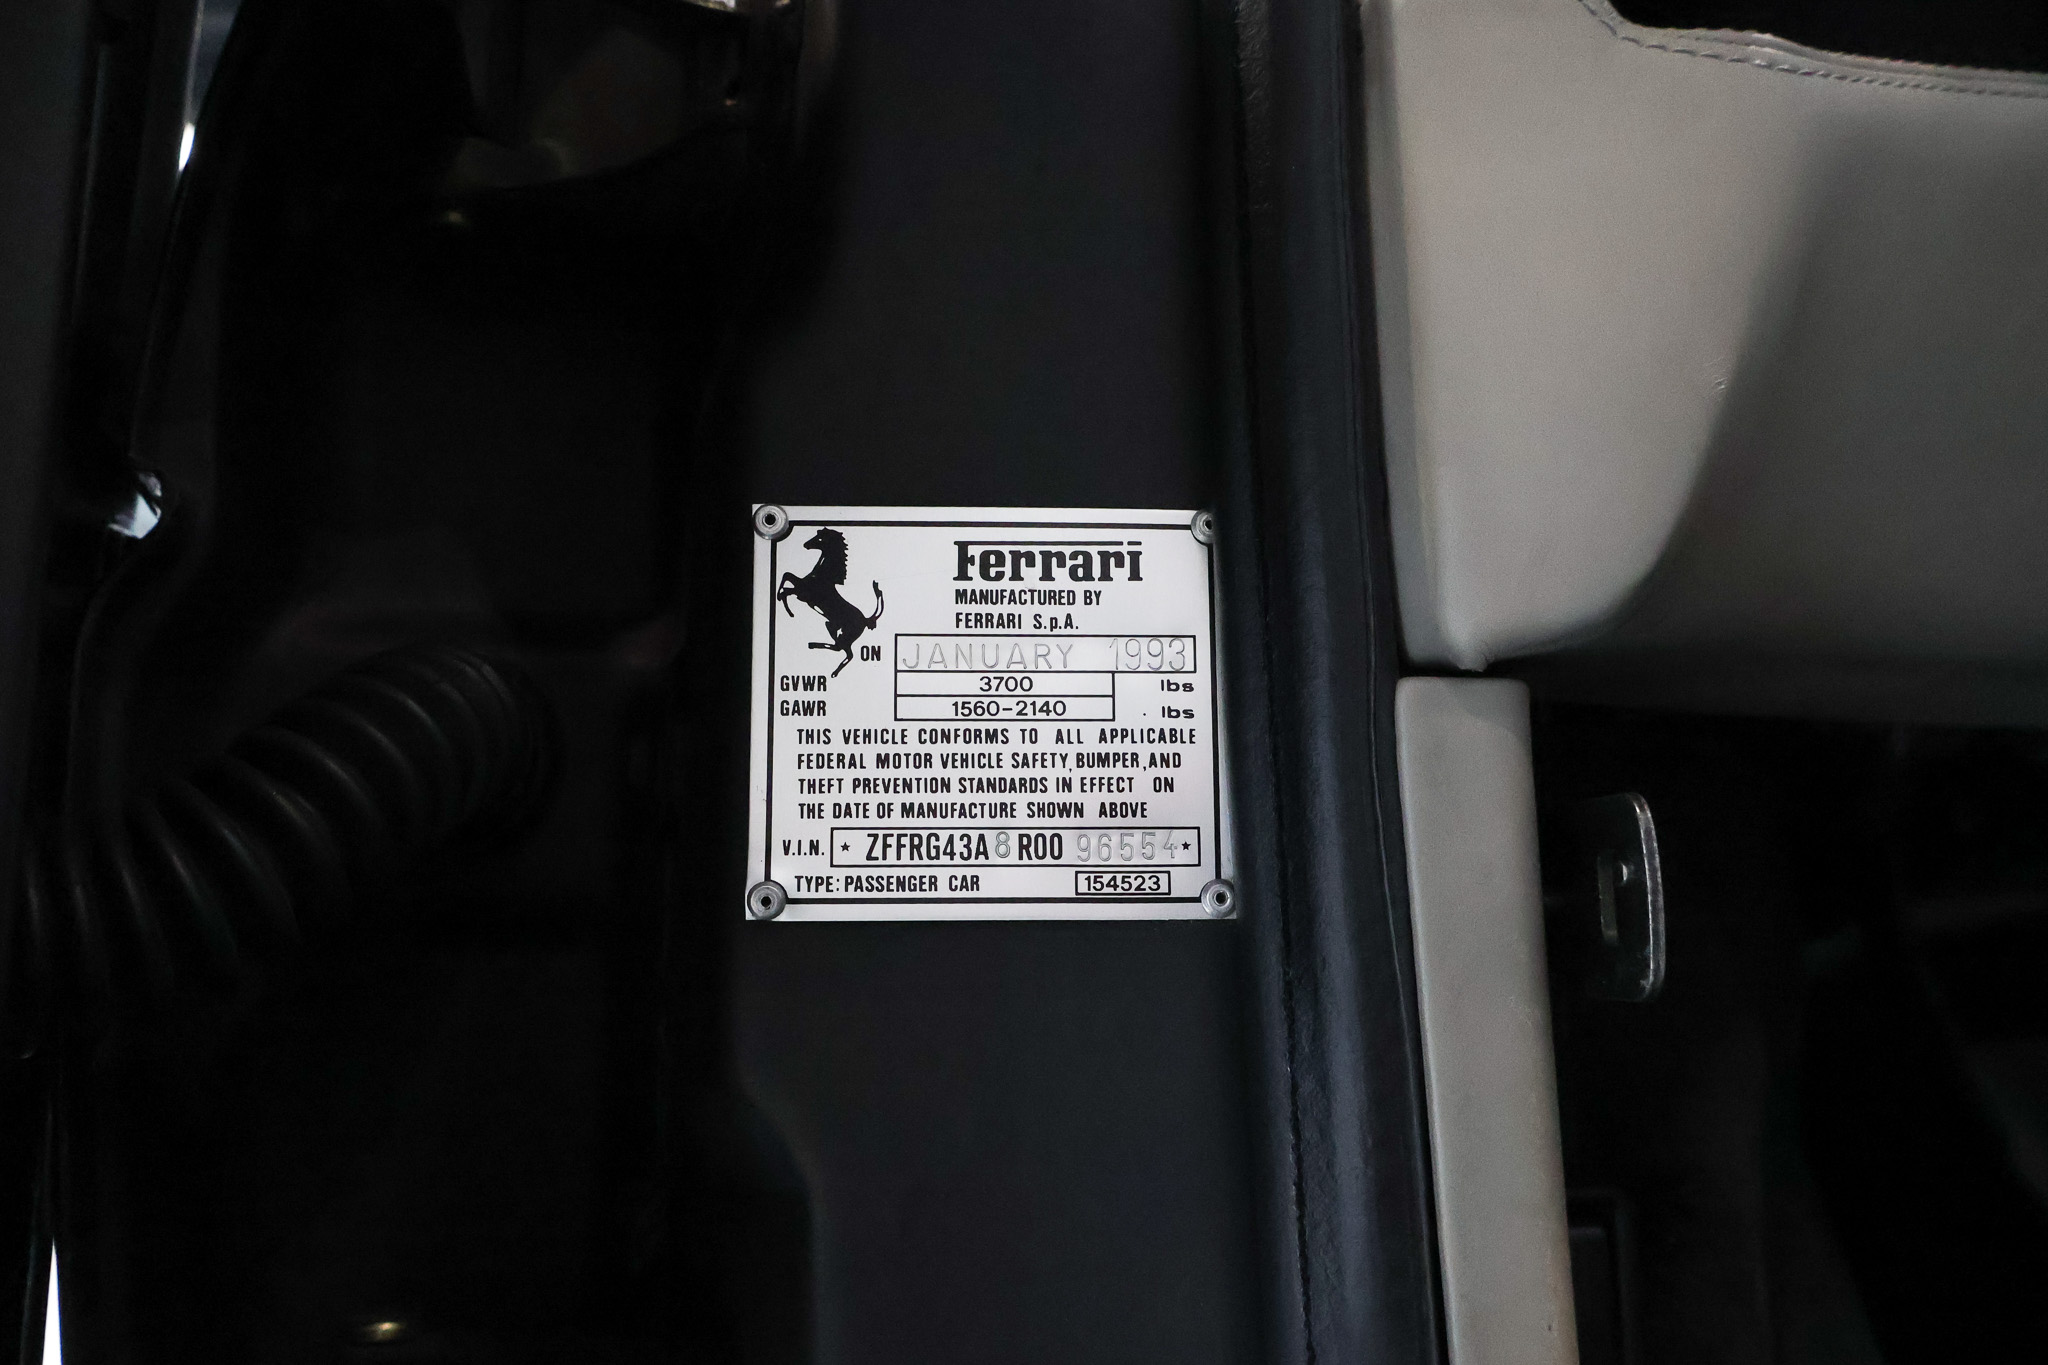 Ferrari
MANUFACTURED BY
FERRARI S.p.A.
ON JANUARY 1993
GVWR 3700 lbs
GAWR 1560-2140 lbs
THIS VEHICLE CONFORMS TO ALL APPLICABLE
FEDERAL MOTOR VEHICLE SAFETY, BUMPER, AND
THEFT PREVENTION STANDARDS IN EFFECT ON
THE DATE OF MANUFACTURE SHOWN ABOVE
V.I.N. ★ ZFFRG43A8R0096554 ★
TYPE: PASSENGER CAR 154523